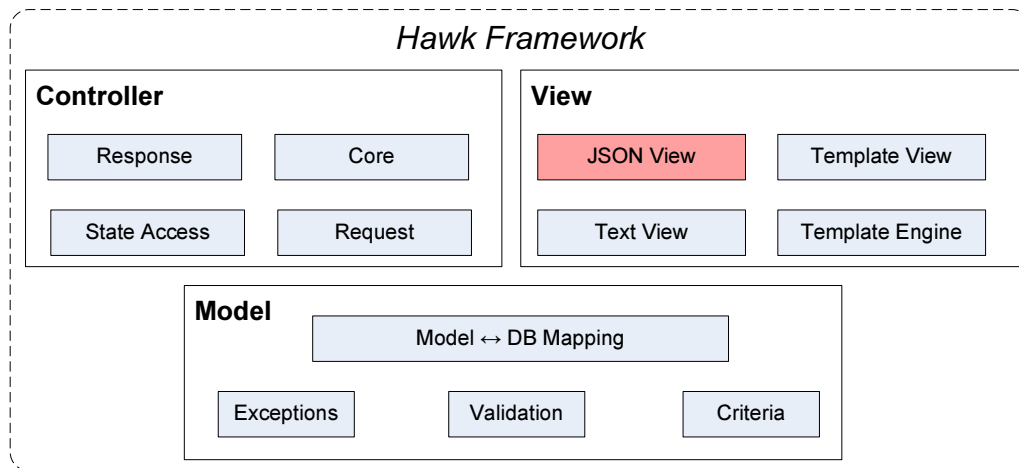 Hawk Framework
Controller
Response
Core
State Access
Request
View
JSON View
Template View
Text View
Template Engine
Model
Model ↔ DB Mapping
Exceptions
Validation
Criteria